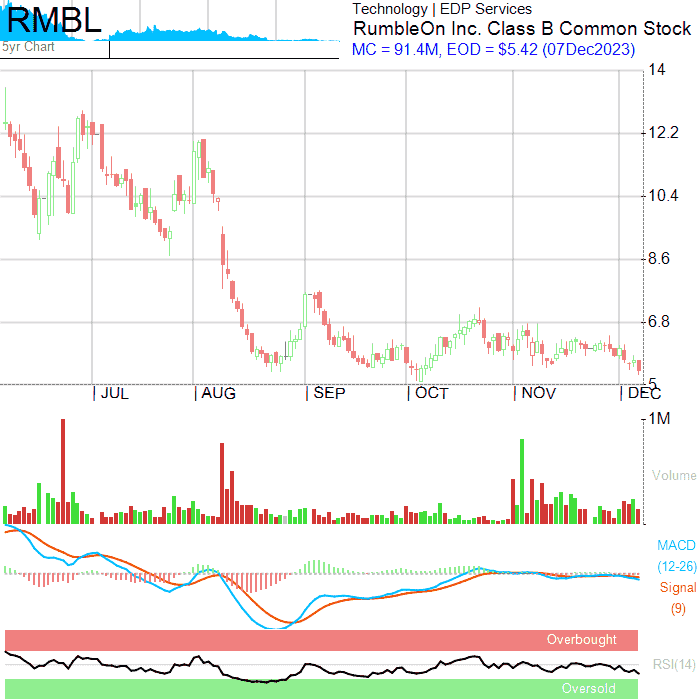 RMBL
5yr Chart
Technology | EDP Services
RumbleOn Inc. Class B Common Stock
MC = 91.4M, EOD = $5.42 (07Dec2023)
14
12.2
10.4
8.6
6.8
5
JUL AUG SEP OCT NOV DEC
1M
Volume
MACD
(12-26)
Signal
(9)
Overbought
RSI(14)
Oversold